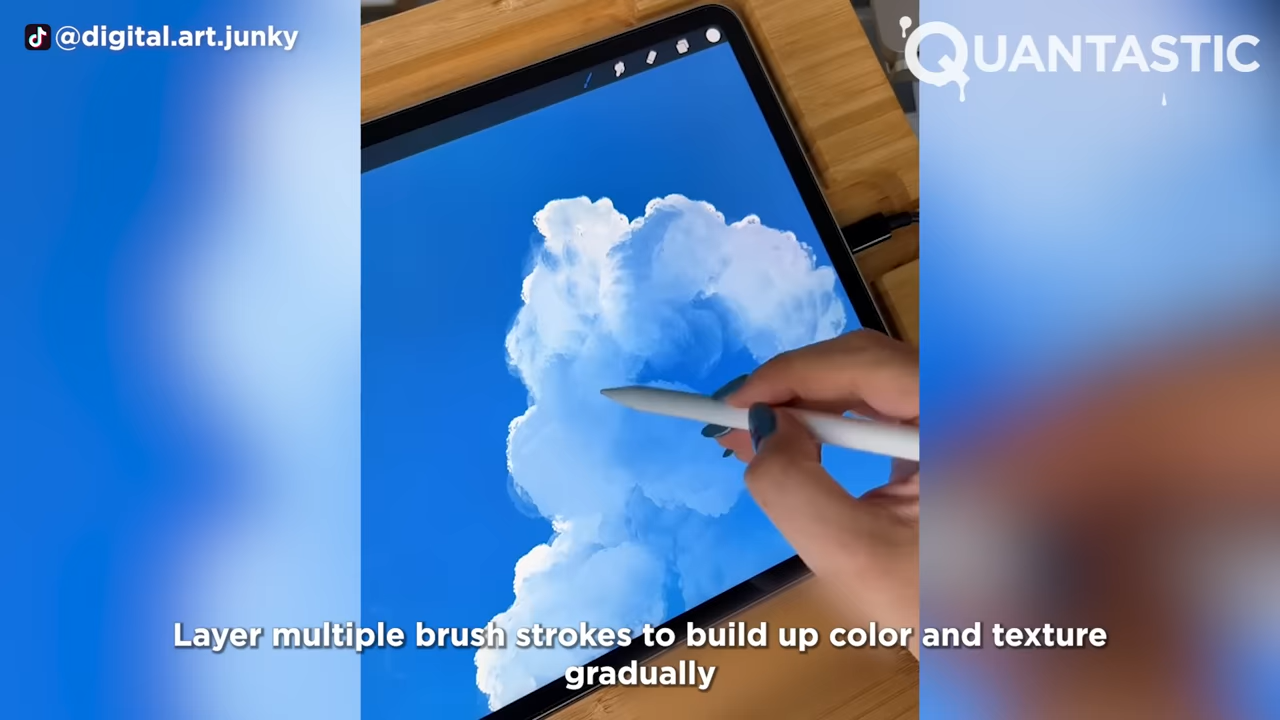 @digital.art.junky
QUANTASTIC
Layer multiple brush strokes to build up color and texture
gradually